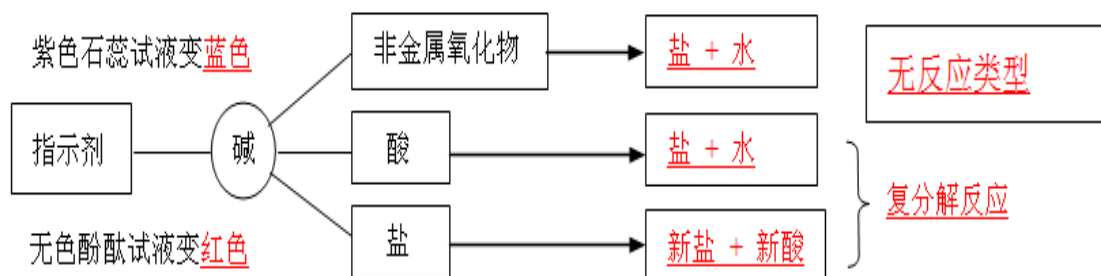 紫色石蕊试液变蓝色
非金属氧化物
盐 + 水
无反应类型
指示剂
碱
酸
盐 + 水
复分解反应
无色酚酞试液变红色
盐
新盐 + 新酸